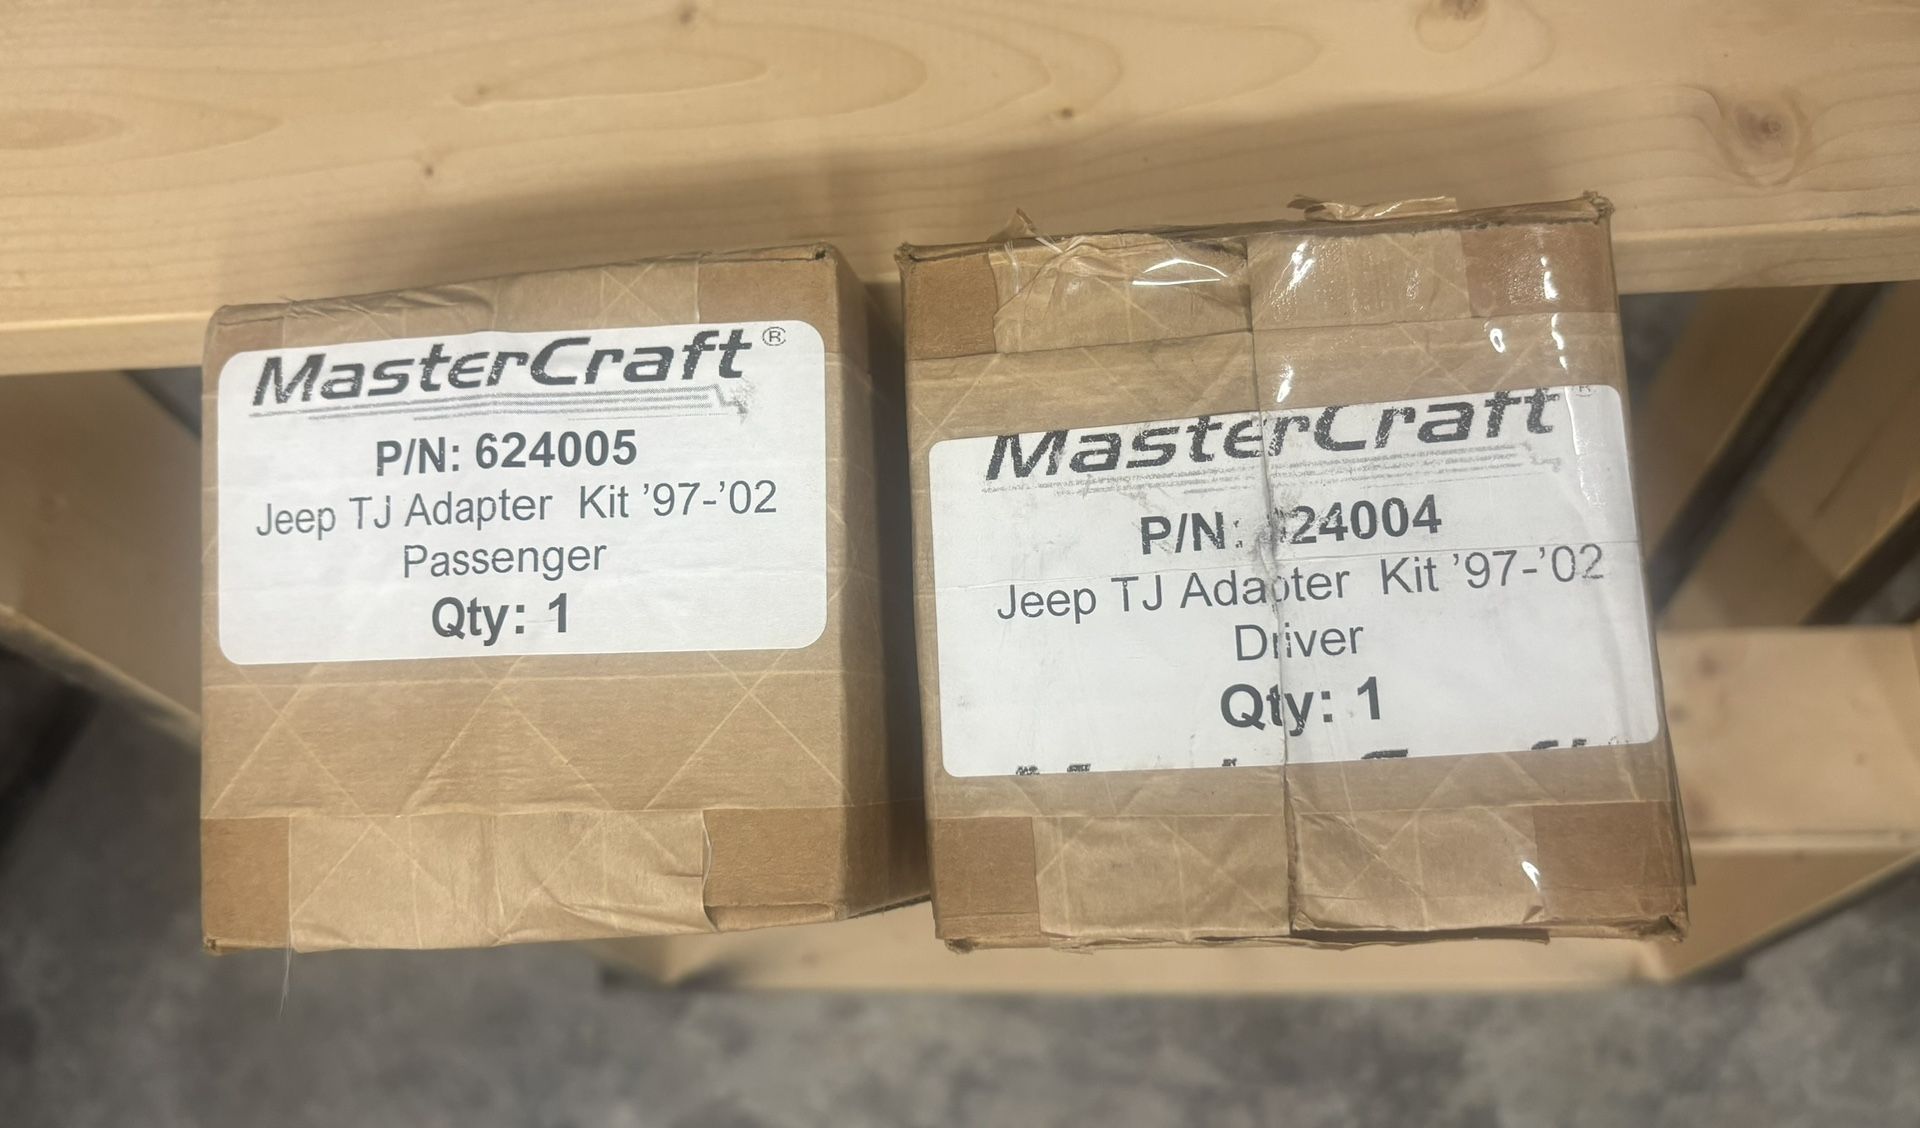 MasterCraft®
P/N: 624005
Jeep TJ Adapter Kit '97-'02
Passenger
Qty: 1
MasterCraft®
P/N: 624004
Jeep TJ Adapter Kit '97-'02
Driver
Qty: 1